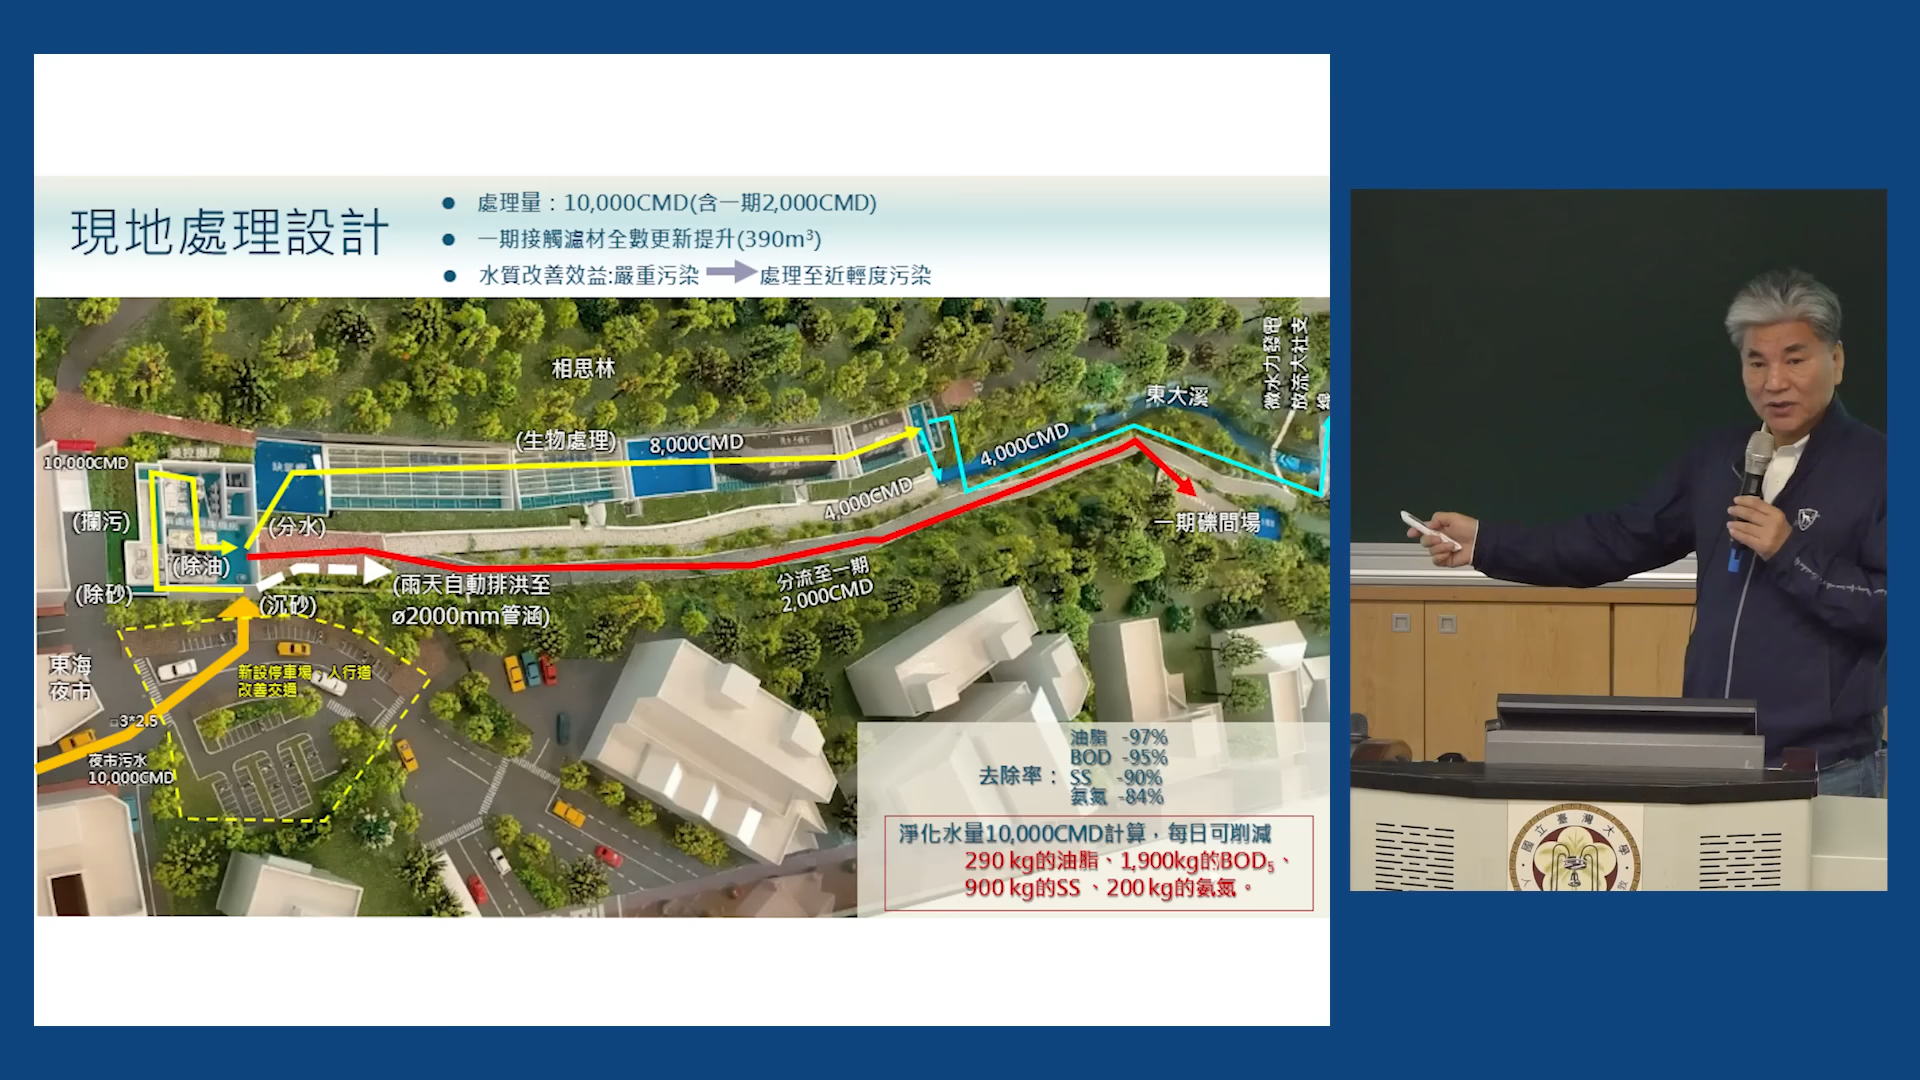 現地處理設計
● 處理量：10,000CMD(含一期2,000CMD)
● 一期接觸濾材全數更新提升(390m³)
● 水質改善效益:嚴重污染 處理至近輕度污染
相思林
微水力發電
放流大社支
線
東大溪
(生物處理)
8,000CMD
4,000CMD
10,000CMD
缺氧槽
4,000CMD
(攔污)
(分水)
一期礫間場
(除油)
(除砂)
(沉砂)
(雨天自動排洪至
ø2000mm管涵)
分流至一期
2,000CMD
東海
夜市
新設停車場、人行道
改善交通
□3*2.5
夜市污水
10,000CMD
去除率：
油脂 -97%
BOD -95%
SS -90%
氨氮 -84%
淨化水量10,000CMD計算，每日可削減
290 kg的油脂、1,900kg的BOD₅、
900 kg的SS、200 kg的氨氮。
國立臺灣大學